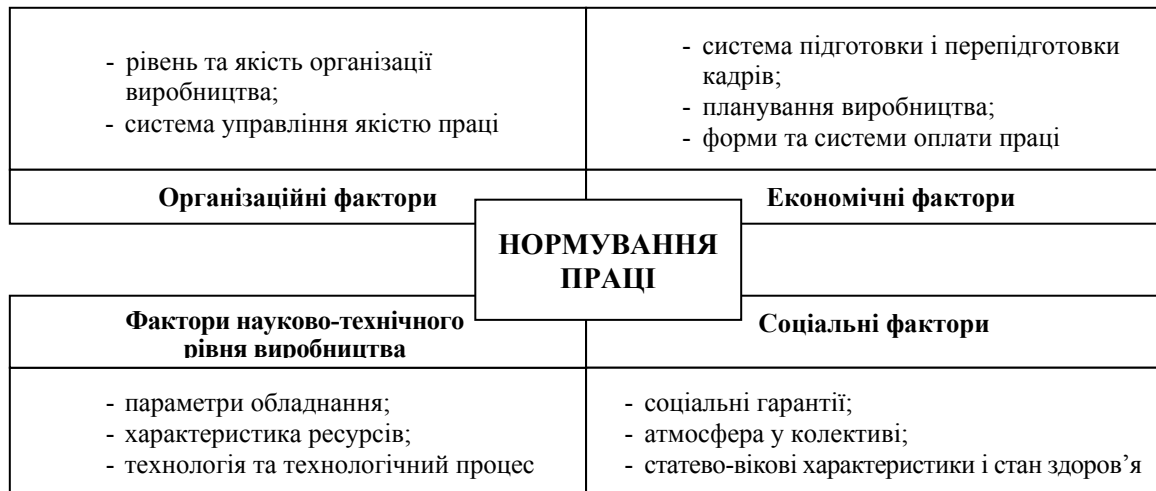 - рівень та якість організації
виробництва;
- система управління якістю праці
Організаційні фактори
- система підготовки і перепідготовки
кадрів;
- планування виробництва;
- форми та системи оплати праці
Економічні фактори
НОРМУВАННЯ
ПРАЦІ
Фактори науково-технічного
рівня виробництва
- параметри обладнання;
- характеристика ресурсів;
- технологія та технологічний процес
Соціальні фактори
- соціальні гарантії;
- атмосфера у колективі;
- статево-вікові характеристики і стан здоров’я